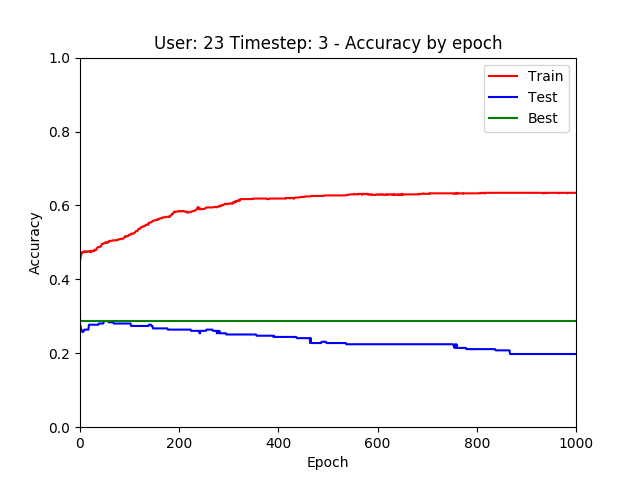 User: 23 Timestep: 3 - Accuracy by epoch
1.0
0.8
0.6
0.4
0.2
0.0
Accuracy
Train
Test
Best
0 200 400 600 800 1000
Epoch